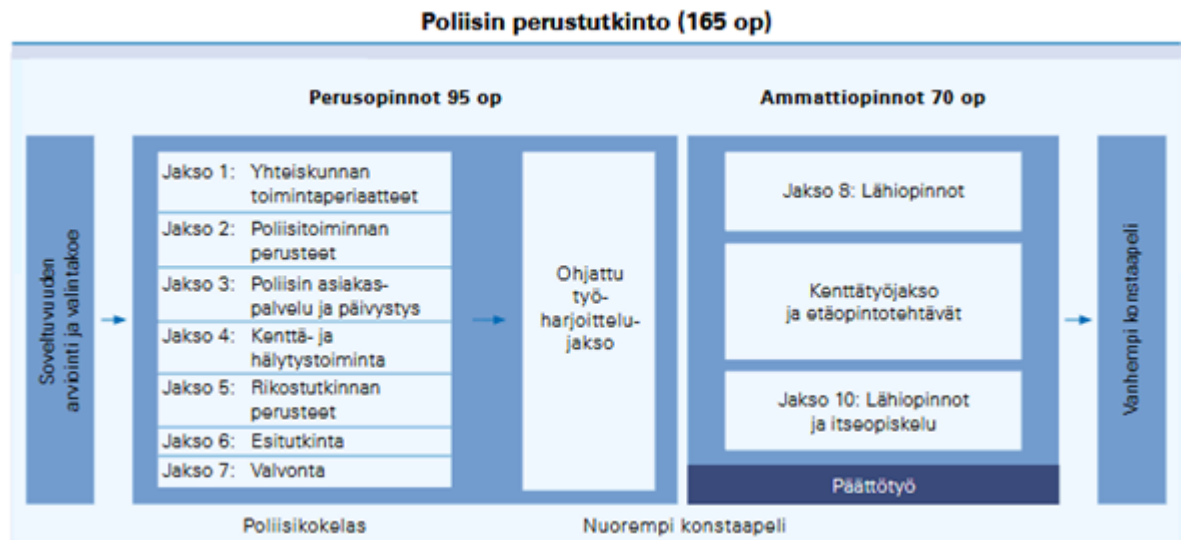 Poliisin perustutkinto (165 op)
Perusopinnot 95 op
Ammattiopinnot 70 op
Soveltuvuuden
arviointi ja valintakoe
Jakso 1: Yhteiskunnan
toimintaperiaatteet
Jakso 2: Poliisitoiminnan
perusteet
Jakso 3: Poliisin asiakas-
palvelu ja päivystys
Jakso 4: Kenttä- ja
hälytystoiminta
Jakso 5: Rikostutkinnan
perusteet
Jakso 6: Esitutkinta
Jakso 7: Valvonta
Ohjattu
työ-
harjoittelu-
jakso
Jakso 8: Lähiopinnot
Kenttätyöjakso
ja etäopintotehtävät
Jakso 10: Lähiopinnot
ja itseopiskelu
Päättötyö
Vanhempi konstaapeli
Poliisikokelas
Nuorempi konstaapeli